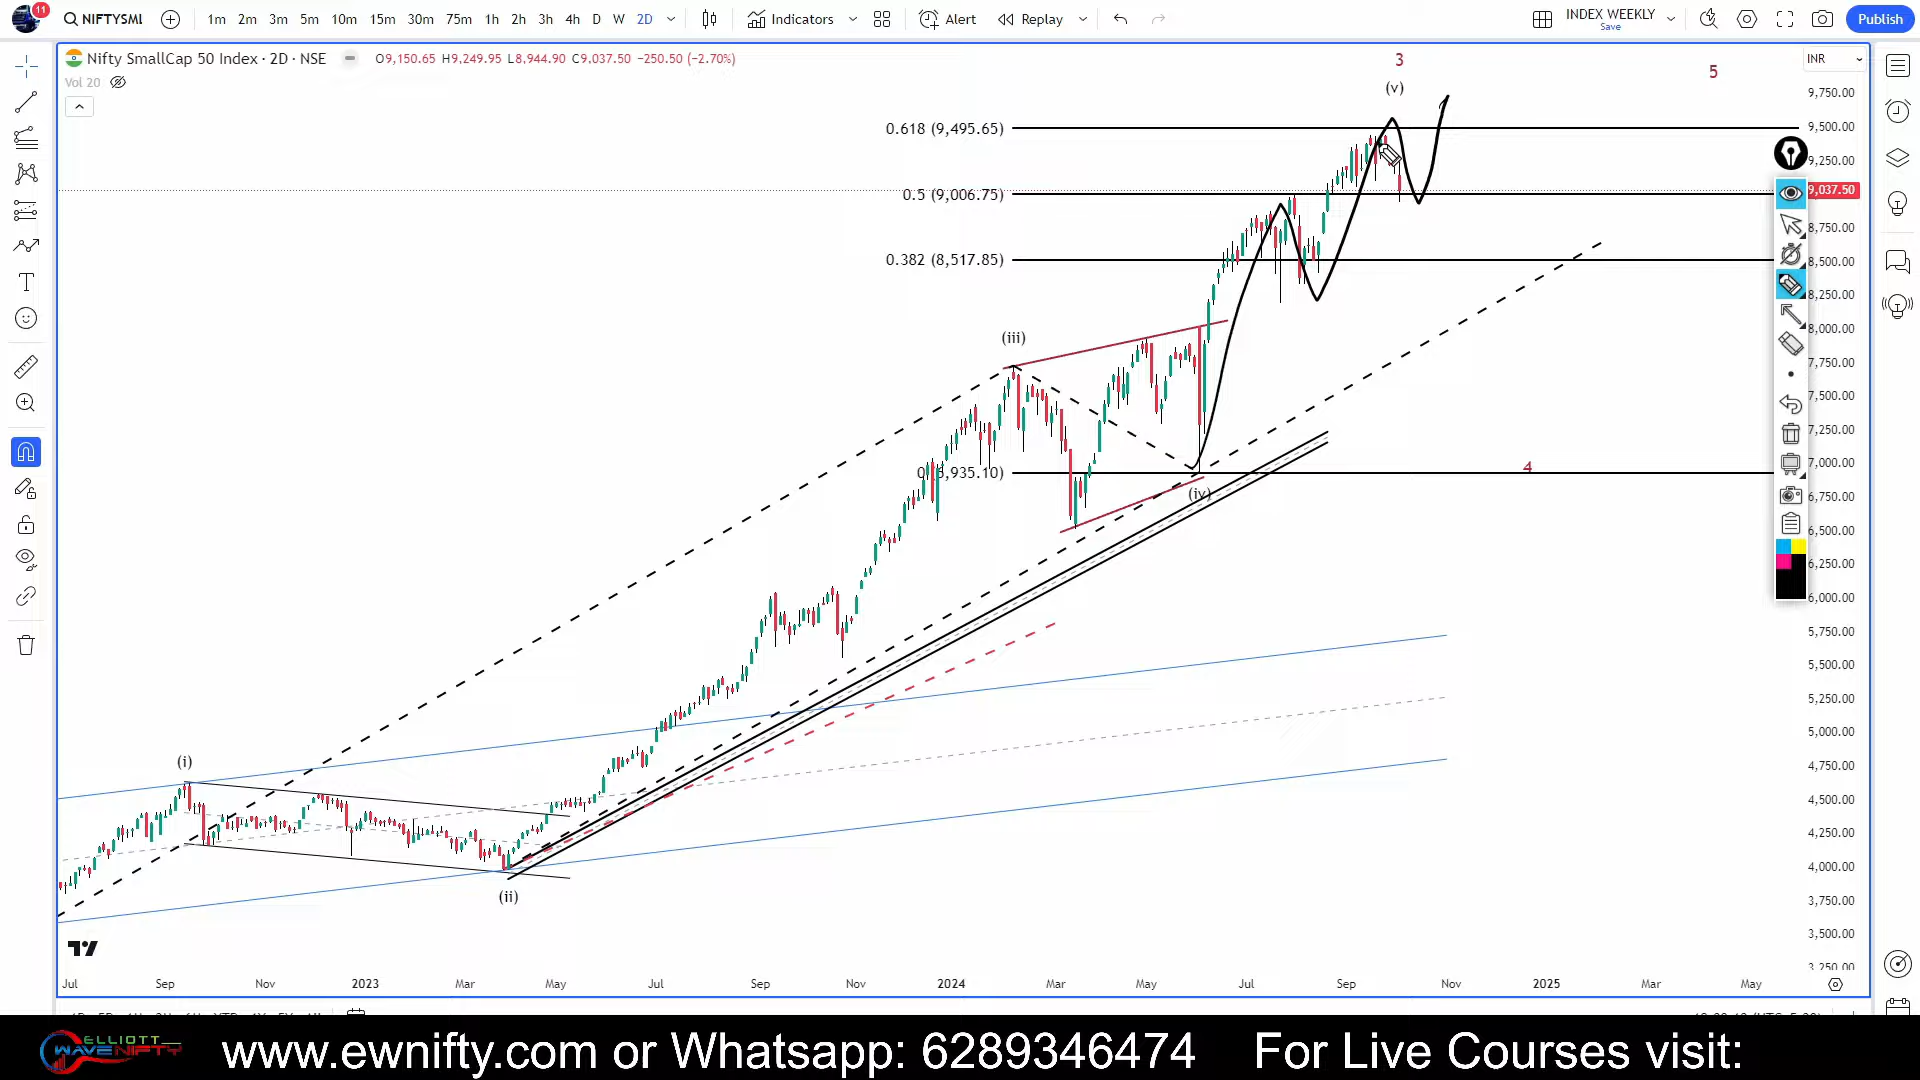 11
NIFTYSMI
1m 2m 3m 5m 10m 15m 30m 75m 1h 2h 3h 4h D W 2D
Indicators
Alert
Replay
INDEX WEEKLY
Save
Publish
Nifty SmallCap 50 Index · 2D · NSE
O9,150.65 H9,249.95 L8,944.90 C9,037.50 −250.50 (−2.70%)
Vol 20
INR
3
(v)
5
0.618 (9,495.65)
0.5 (9,006.75)
0.382 (8,517.85)
(iii)
4
(iv)
(i)
(ii)
9,750.00
9,500.00
9,250.00
9,037.50
8,750.00
8,500.00
8,250.00
8,000.00
7,750.00
7,500.00
7,250.00
7,000.00
6,750.00
6,500.00
6,250.00
6,000.00
5,750.00
5,500.00
5,250.00
5,000.00
4,750.00
4,500.00
4,250.00
4,000.00
3,750.00
3,500.00
3,250.00
Jul Sep Nov 2023 Mar May Jul Sep Nov 2024 Mar May Jul Sep Nov 2025 Mar May
ELLIOTT
WAVE NIFTY
www.ewnifty.com or Whatsapp: 6289346474 For Live Courses visit: